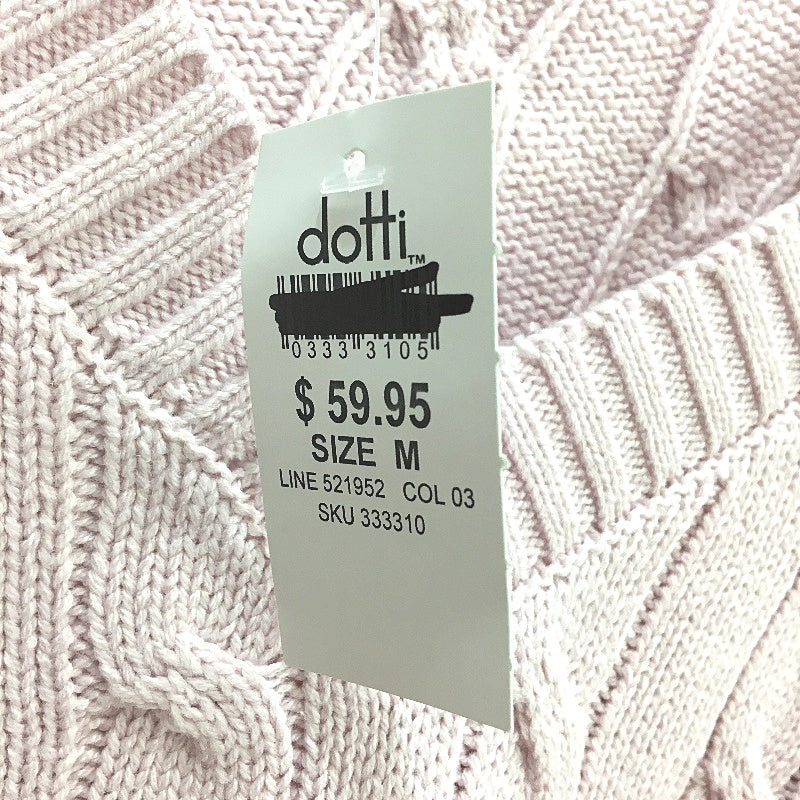 dotti™
0333 3105
$ 59.95
SIZE M
LINE 521952 COL 03
SKU 333310